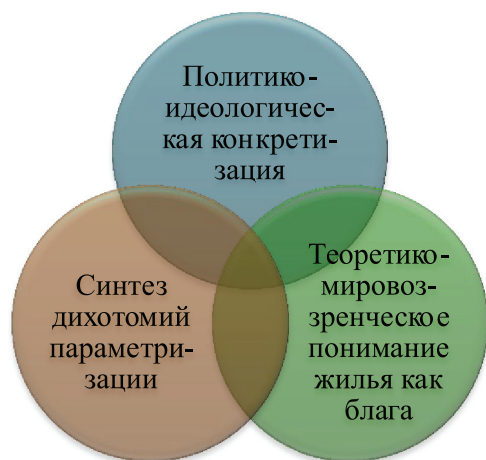 Политико-
идеологичес-
кая конкрети-
зация
Синтез
дихотомий
параметри-
зации
Теоретико-
мировоз-
зренческое
понимание
жилья как
блага